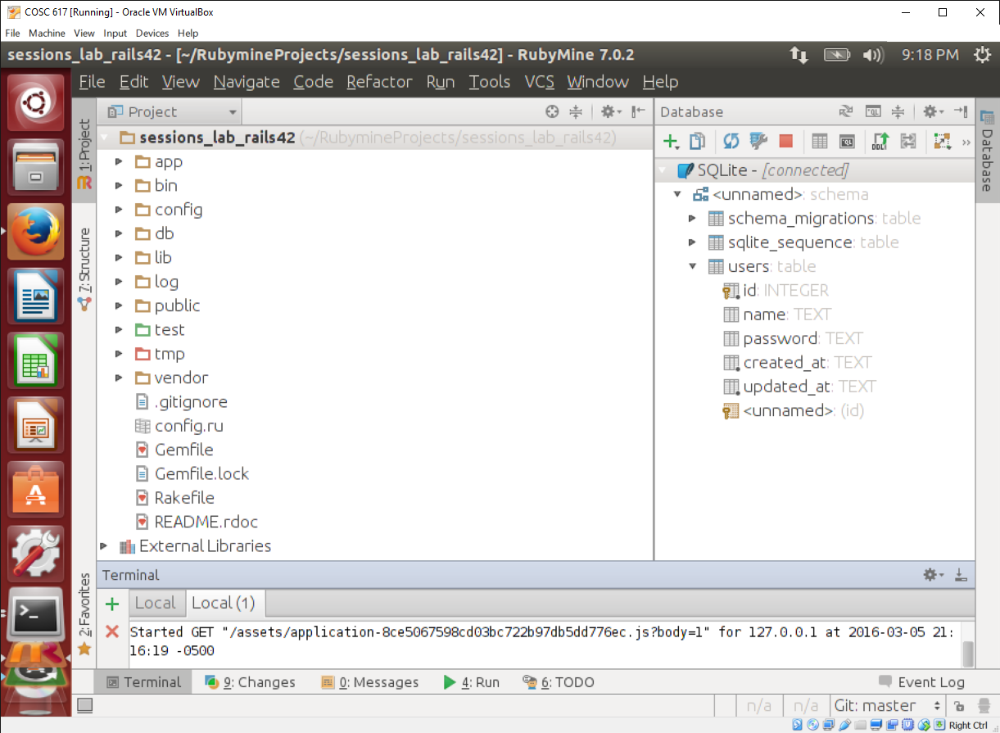 COSC 617 [Running] - Oracle VM VirtualBox
File Machine View Input Devices Help
sessions_lab_rails42 - [~/RubymineProjects/sessions_lab_rails42] - RubyMine 7.0.2
9:18 PM
File Edit View Navigate Code Refactor Run Tools VCS Window Help
1: Project
7: Structure
2: Favorites
Project
sessions_lab_rails42 (~/RubymineProjects/sessions_lab_rails42)
app
bin
config
db
lib
log
public
test
tmp
vendor
.gitignore
config.ru
Gemfile
Gemfile.lock
Rakefile
README.rdoc
External Libraries
Database
SQLite - [connected]
<unnamed>: schema
schema_migrations: table
sqlite_sequence: table
users: table
id: INTEGER
name: TEXT
password: TEXT
created_at: TEXT
updated_at: TEXT
<unnamed>: (id)
Database
Terminal
Local Local (1)
Started GET "/assets/application-8ce5067598cd03bc722b97db5dd776ec.js?body=1" for 127.0.0.1 at 2016-03-05 21:
16:19 -0500
Terminal 9: Changes 0: Messages 4: Run 6: TODO Event Log
n/a n/a Git: master
Right Ctrl